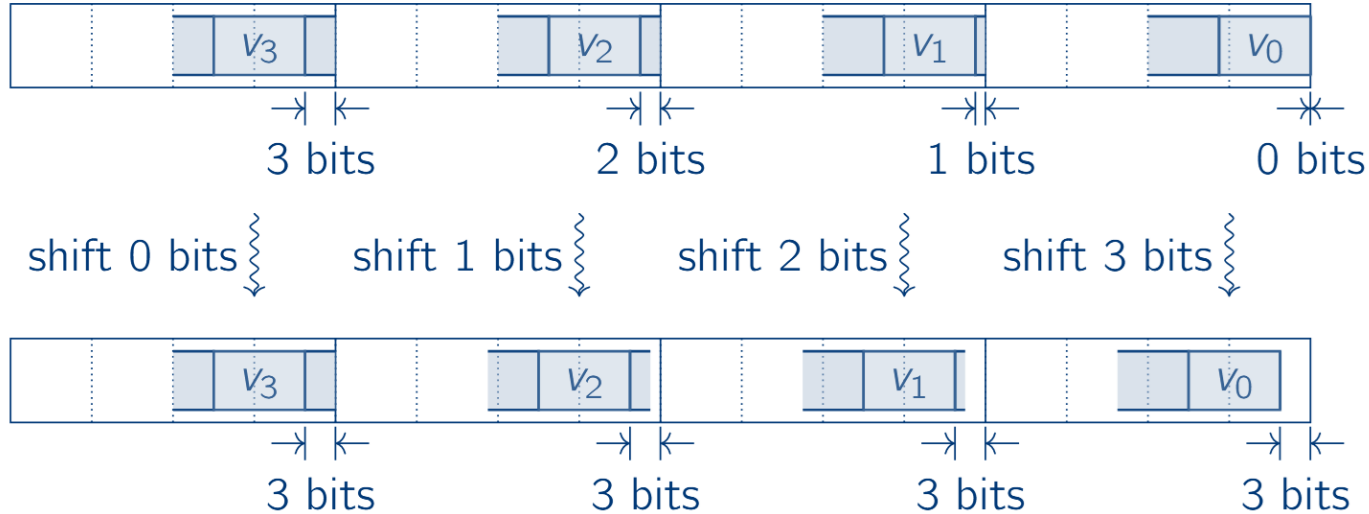 v3 v2 v1 v0
3 bits 2 bits 1 bits 0 bits
shift 0 bits shift 1 bits shift 2 bits shift 3 bits
v3 v2 v1 v0
3 bits 3 bits 3 bits 3 bits